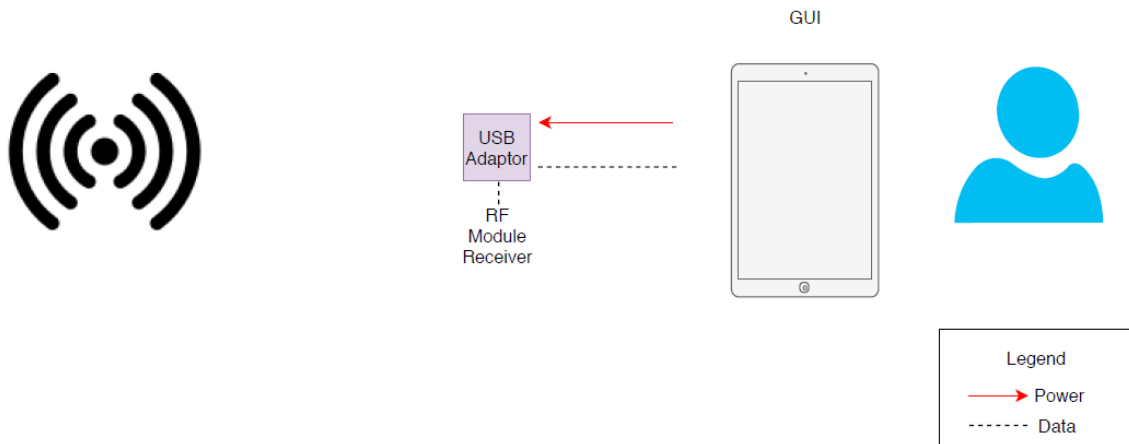 GUI
USB
Adaptor
RF
Module
Receiver
Legend
Power
Data